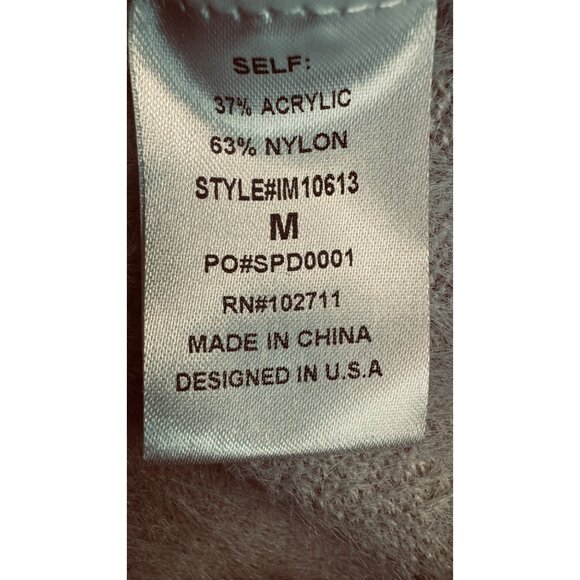 SELF:
37% ACRYLIC
63% NYLON
STYLE#IM10613
M
PO#SPD0001
RN#102711
MADE IN CHINA
DESIGNED IN U.S.A